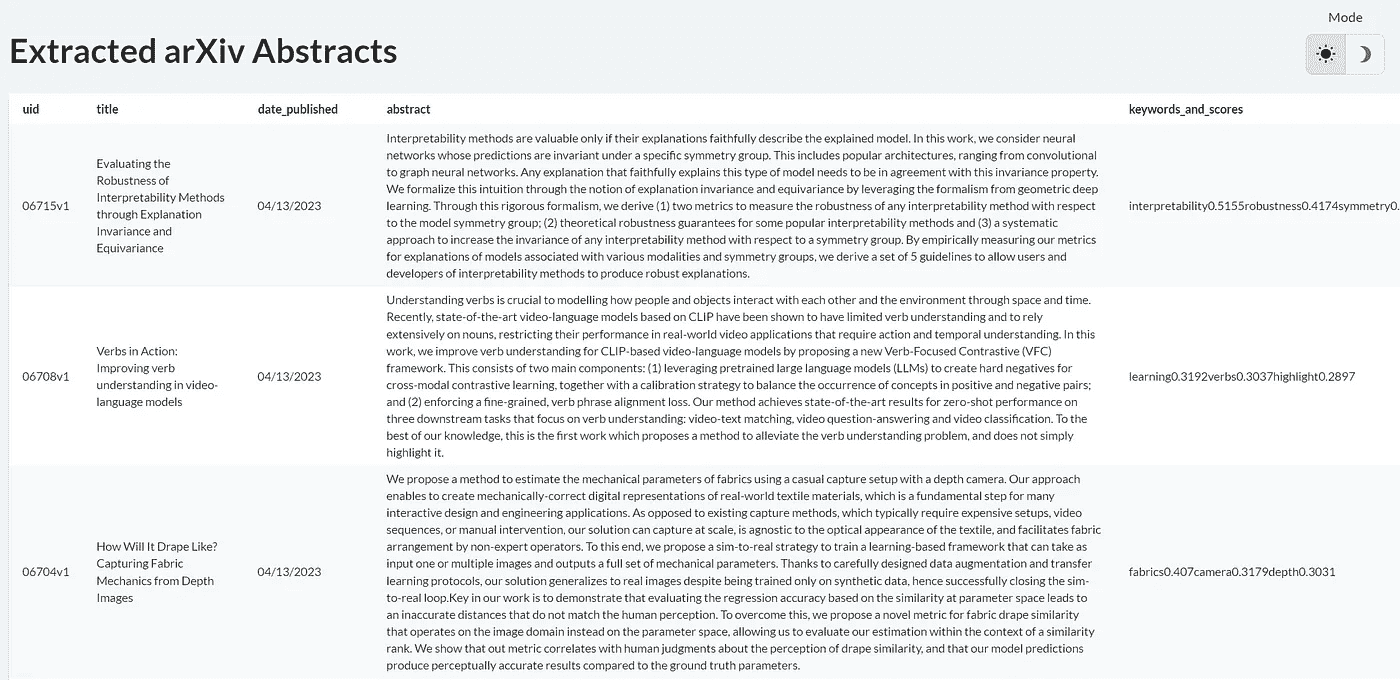 Mode
Extracted arXiv Abstracts
uid title date_published abstract keywords_and_scores
Interpretability methods are valuable only if their explanations faithfully describe the explained model. In this work, we consider neural
networks whose predictions are invariant under a specific symmetry group. This includes popular architectures, ranging from convolutional
to graph neural networks. Any explanation that faithfully explains this type of model needs to be in agreement with this invariance property.
We formalize this intuition through the notion of explanation invariance and equivariance by leveraging the formalism from geometric deep
learning. Through this rigorous formalism, we derive (1) two metrics to measure the robustness of any interpretability method with respect
to the model symmetry group; (2) theoretical robustness guarantees for some popular interpretability methods and (3) a systematic
approach to increase the invariance of any interpretability method with respect to a symmetry group. By empirically measuring our metrics
for explanations of models associated with various modalities and symmetry groups, we derive a set of 5 guidelines to allow users and
developers of interpretability methods to produce robust explanations.
Evaluating the
Robustness of
Interpretability Methods
through Explanation
Invariance and
Equivariance
06715v1
04/13/2023
interpretability0.5155robustness0.4174symmetry0.
Understanding verbs is crucial to modelling how people and objects interact with each other and the environment through space and time.
Recently, state-of-the-art video-language models based on CLIP have been shown to have limited verb understanding and to rely
extensively on nouns, restricting their performance in real-world video applications that require action and temporal understanding. In this
work, we improve verb understanding for CLIP-based video-language models by proposing a new Verb-Focused Contrastive (VFC)
framework. This consists of two main components: (1) leveraging pretrained large language models (LLMs) to create hard negatives for
cross-modal contrastive learning, together with a calibration strategy to balance the occurrence of concepts in positive and negative pairs;
and (2) enforcing a fine-grained, verb phrase alignment loss. Our method achieves state-of-the-art results for zero-shot performance on
three downstream tasks that focus on verb understanding: video-text matching, video question-answering and video classification. To the
best of our knowledge, this is the first work which proposes a method to alleviate the verb understanding problem, and does not simply
highlight it.
Verbs in Action:
Improving verb
understanding in video-
language models
06708v1
04/13/2023
learning0.3192verbs0.3037highlight0.2897
We propose a method to estimate the mechanical parameters of fabrics using a casual capture setup with a depth camera. Our approach
enables to create mechanically-correct digital representations of real-world textile materials, which is a fundamental step for many
interactive design and engineering applications. As opposed to existing capture methods, which typically require expensive setups, video
sequences, or manual intervention, our solution can capture at scale, is agnostic to the optical appearance of the textile, and facilitates fabric
arrangement by non-expert operators. To this end, we propose a sim-to-real strategy to train a learning-based framework that can take as
input one or multiple images and outputs a full set of mechanical parameters. Thanks to carefully designed data augmentation and transfer
learning protocols, our solution generalizes to real images despite being trained only on synthetic data, hence successfully closing the sim-
to-real loop.Key in our work is to demonstrate that evaluating the regression accuracy based on the similarity at parameter space leads to
an inaccurate distances that do not match the human perception. To overcome this, we propose a novel metric for fabric drape similarity
that operates on the image domain instead on the parameter space, allowing us to evaluate our estimation within the context of a similarity
rank. We show that out metric correlates with human judgments about the perception of drape similarity, and that our model predictions
produce perceptually accurate results compared to the ground truth parameters.
How Will It Drape Like?
Capturing Fabric
Mechanics from Depth
Images
06704v1
04/13/2023
fabrics0.407camera0.3179depth0.3031